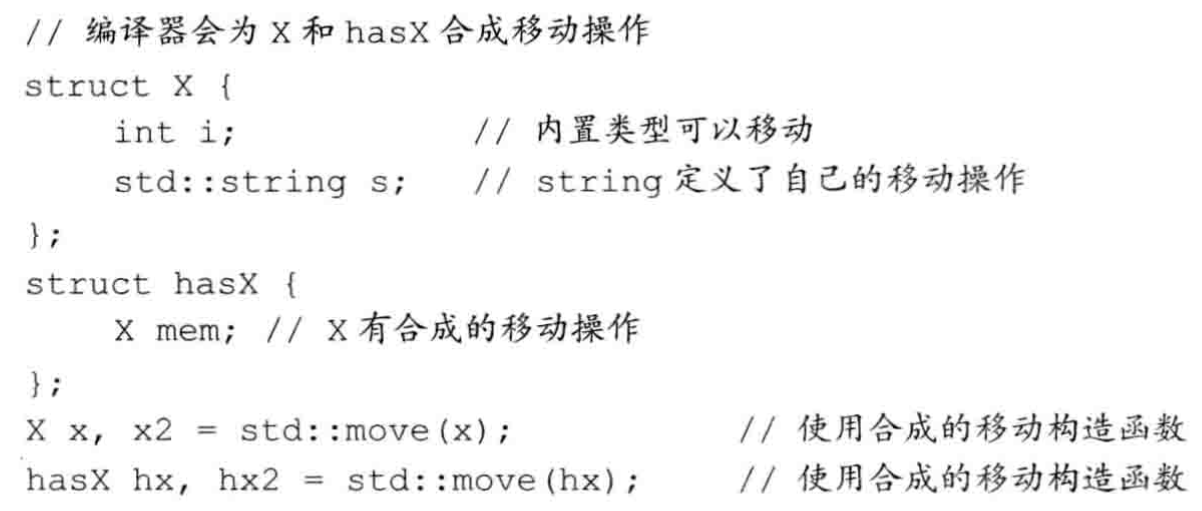 // 编译器会为 X 和 hasX 合成移动操作
struct X {
    int i;              // 内置类型可以移动
    std::string s;   // string 定义了自己的移动操作
};
struct hasX {
    X mem; // X 有合成的移动操作
};
X x, x2 = std::move(x);              // 使用合成的移动构造函数
hasX hx, hx2 = std::move(hx);      // 使用合成的移动构造函数